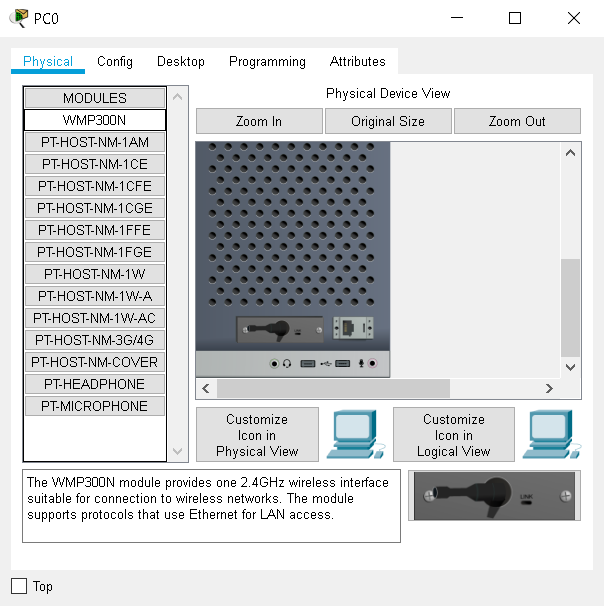 PC0
Physical
Config
Desktop
Programming
Attributes
MODULES
WMP300N
PT-HOST-NM-1AM
PT-HOST-NM-1CE
PT-HOST-NM-1CFE
PT-HOST-NM-1CGE
PT-HOST-NM-1FFE
PT-HOST-NM-1FGE
PT-HOST-NM-1W
PT-HOST-NM-1W-A
PT-HOST-NM-1W-AC
PT-HOST-NM-3G/4G
PT-HOST-NM-COVER
PT-HEADPHONE
PT-MICROPHONE
Physical Device View
Zoom In
Original Size
Zoom Out
Customize
Icon in
Physical View
Customize
Icon in
Logical View
The WMP300N module provides one 2.4GHz wireless interface
suitable for connection to wireless networks. The module
supports protocols that use Ethernet for LAN access.
LINK
Top